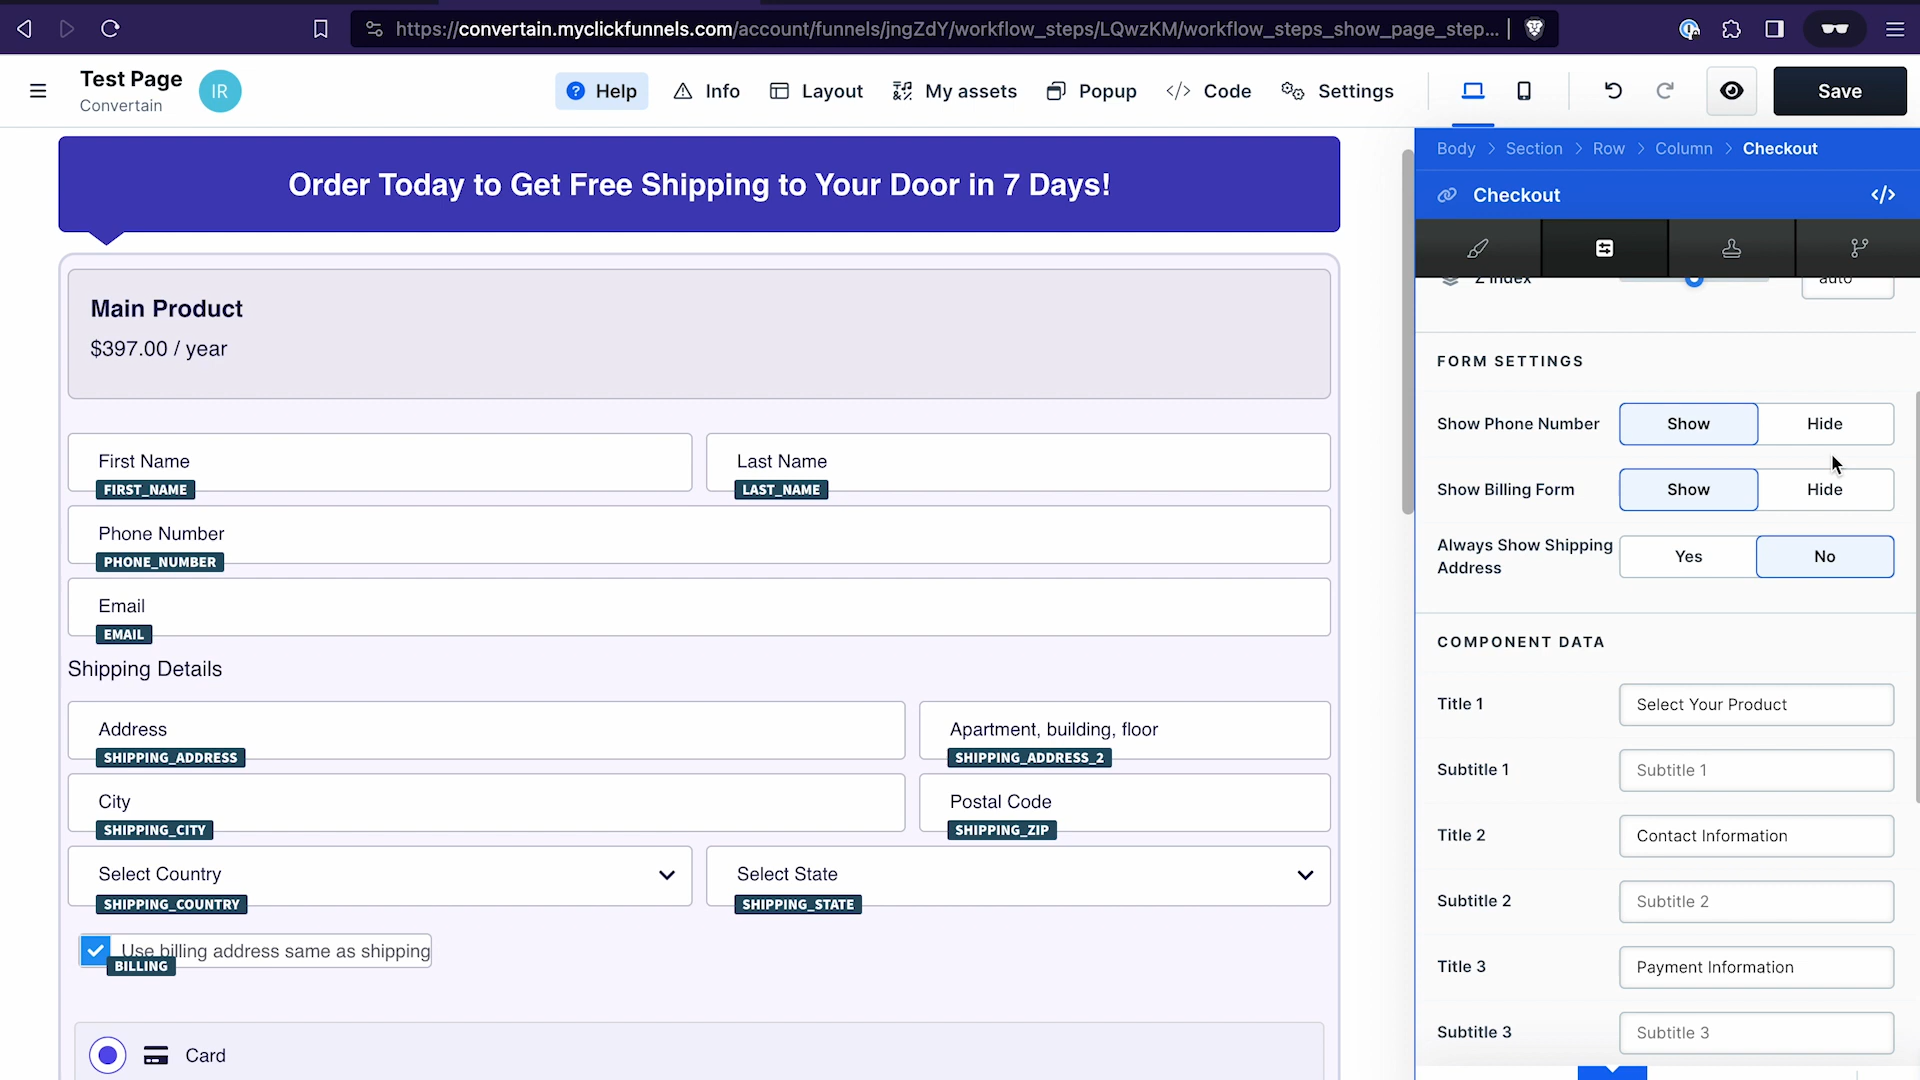 https://convertain.myclickfunnels.com/account/funnels/jngZdY/workflow_steps/LQwzKM/workflow_steps_show_page_step...
Test Page
Convertain
IR
? Help
Info
Layout
My assets
Popup
</> Code
Settings
Save
Order Today to Get Free Shipping to Your Door in 7 Days!
Main Product
$397.00 / year
First Name
FIRST_NAME
Last Name
LAST_NAME
Phone Number
PHONE_NUMBER
Email
EMAIL
Shipping Details
Address
SHIPPING_ADDRESS
Apartment, building, floor
SHIPPING_ADDRESS_2
City
SHIPPING_CITY
Postal Code
SHIPPING_ZIP
Select Country
SHIPPING_COUNTRY
Select State
SHIPPING_STATE
Use billing address same as shipping
BILLING
Card
Body > Section > Row > Column > Checkout
Checkout
</>
Z Index
auto
FORM SETTINGS
Show Phone Number
Show
Hide
Show Billing Form
Show
Hide
Always Show Shipping
Address
Yes
No
COMPONENT DATA
Title 1
Select Your Product
Subtitle 1
Subtitle 1
Title 2
Contact Information
Subtitle 2
Subtitle 2
Title 3
Payment Information
Subtitle 3
Subtitle 3